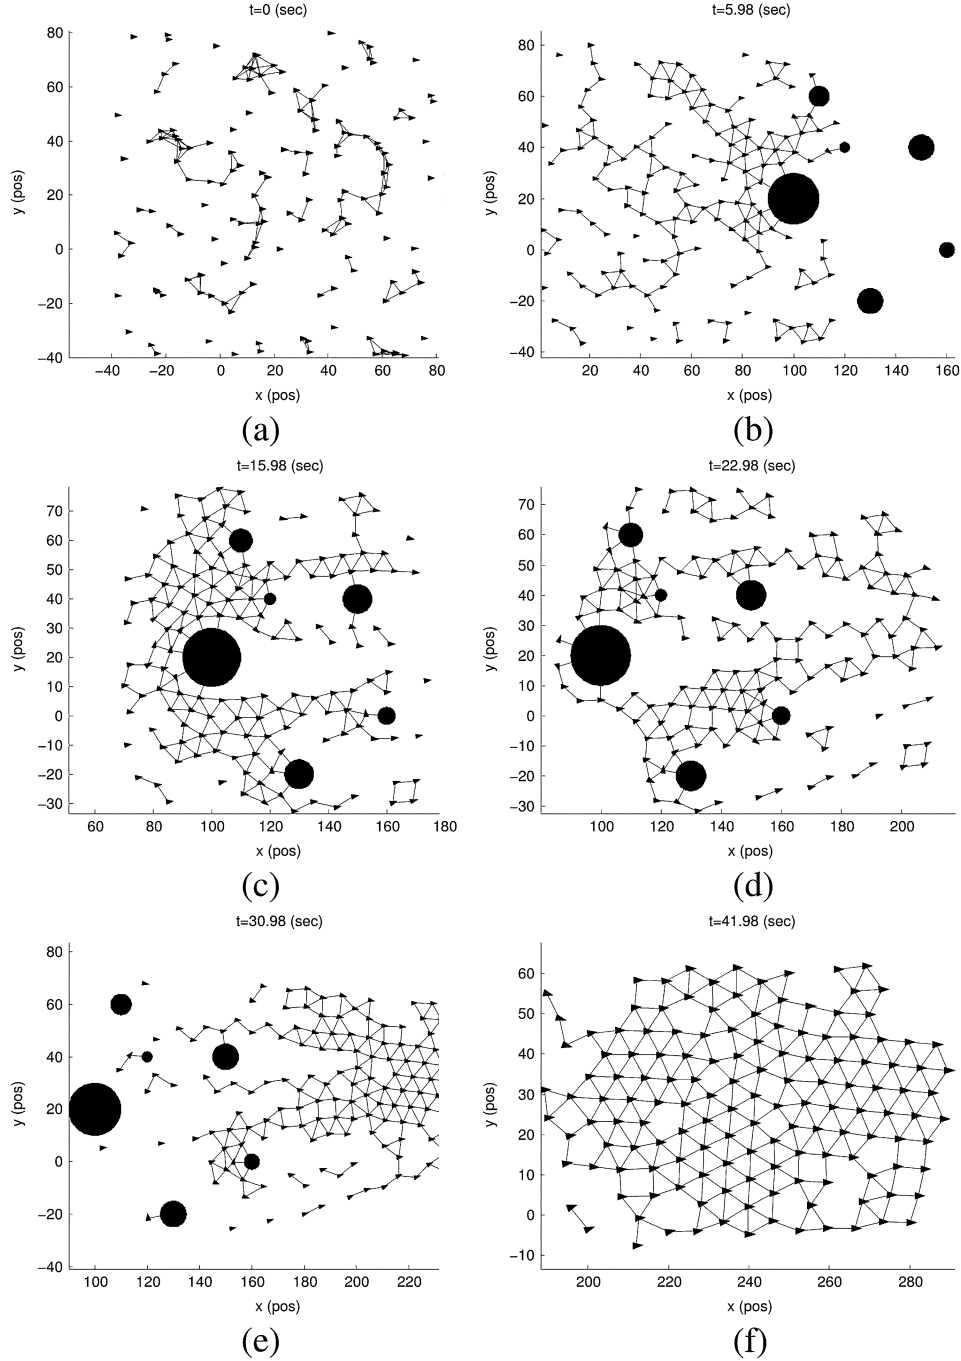 t=0 (sec)
t=5.98 (sec)
80
60
40
20
0
−20
−40
y (pos)
−40 −20 0 20 40 60 80
x (pos)
80
60
40
20
0
−20
−40
y (pos)
20 40 60 80 100 120 140 160
x (pos)
(a)
(b)
t=15.98 (sec)
t=22.98 (sec)
70
60
50
40
30
20
10
0
−10
−20
−30
y (pos)
60 80 100 120 140 160 180
x (pos)
70
60
50
40
30
20
10
0
−10
−20
−30
y (pos)
100 120 140 160 180 200
x (pos)
(c)
(d)
t=30.98 (sec)
t=41.98 (sec)
80
60
40
20
0
−20
−40
y (pos)
100 120 140 160 180 200 220
x (pos)
60
50
40
30
20
10
0
−10
y (pos)
200 220 240 260 280
x (pos)
(e)
(f)